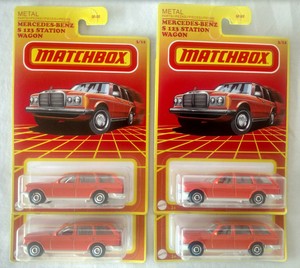 METAL
MERCEDES-BENZ
S 123 STATION
WAGON
MATCHBOX
METAL
MERCEDES-BENZ
S 123 STATION
WAGON
MATCHBOX